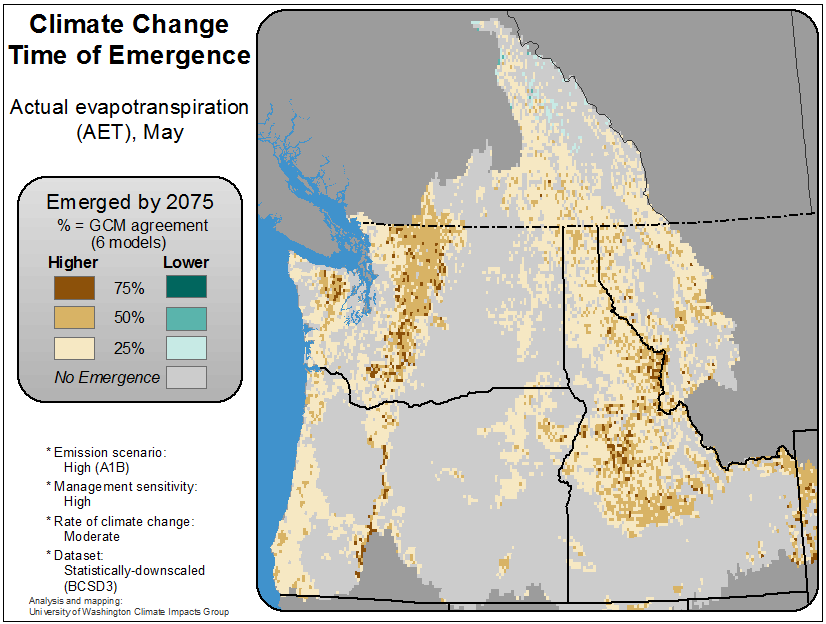 Climate Change
Time of Emergence
Actual evapotranspiration
(AET), May
Emerged by 2075
% = GCM agreement
(6 models)
Higher Lower
75%
50%
25%
No Emergence
* Emission scenario:
High (A1B)
* Management sensitivity:
High
* Rate of climate change:
Moderate
* Dataset:
Statistically-downscaled
(BCSD3)
Analysis and mapping:
University of Washington Climate Impacts Group